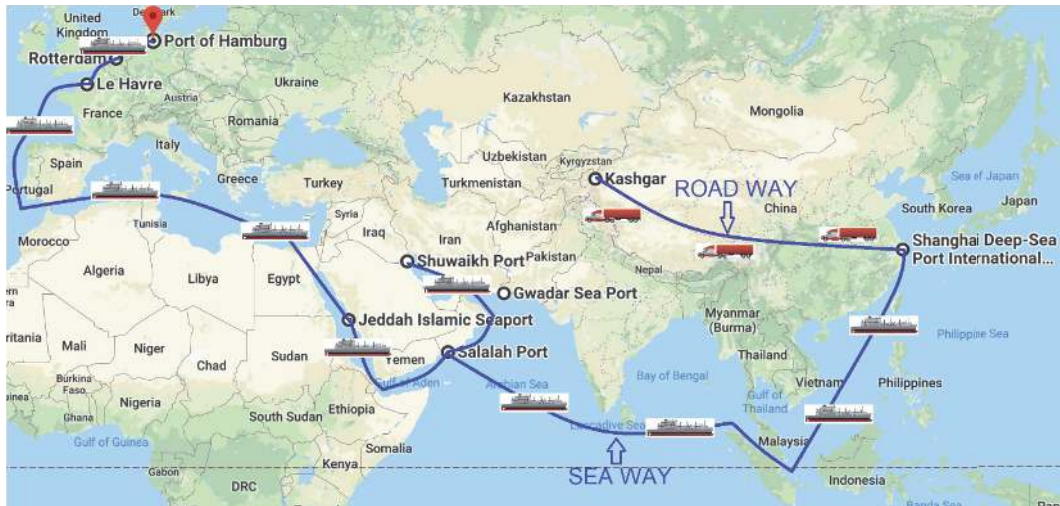 United
Kingdom
Denmark
Port of Hamburg
Rotterdam
Le Havre
France
Austria
Ukraine
Romania
Italy
Spain
Portugal
Greece
Turkey
Kazakhstan
Mongolia
Uzbekistan
Kyrgyzstan
Turkmenistan
Kashgar
ROAD WAY
China
Sea of Japan
South Korea
Japan
Tunisia
Morocco
Syria
Iraq
Iran
Afghanistan
Pakistan
Nepal
Shanghai Deep-Sea
Port International...
Algeria
Libya
Egypt
Shuwaikh Port
Gwadar Sea Port
Jeddah Islamic Seaport
Salalah Port
Myanmar
(Burma)
Philippine Sea
Mali
Niger
Chad
Sudan
Yemen
Gulf of Aden
Arabian Sea
Bay of Bengal
Thailand
Vietnam
Philippines
Burkina
Faso
Ghana
Nigeria
South Sudan
Ethiopia
Somalia
Laccadive Sea
Gulf of
Thailand
Malaysia
Gulf of Guinea
Gabon
DRC
Kenya
SEA WAY
Indonesia
Banda Sea